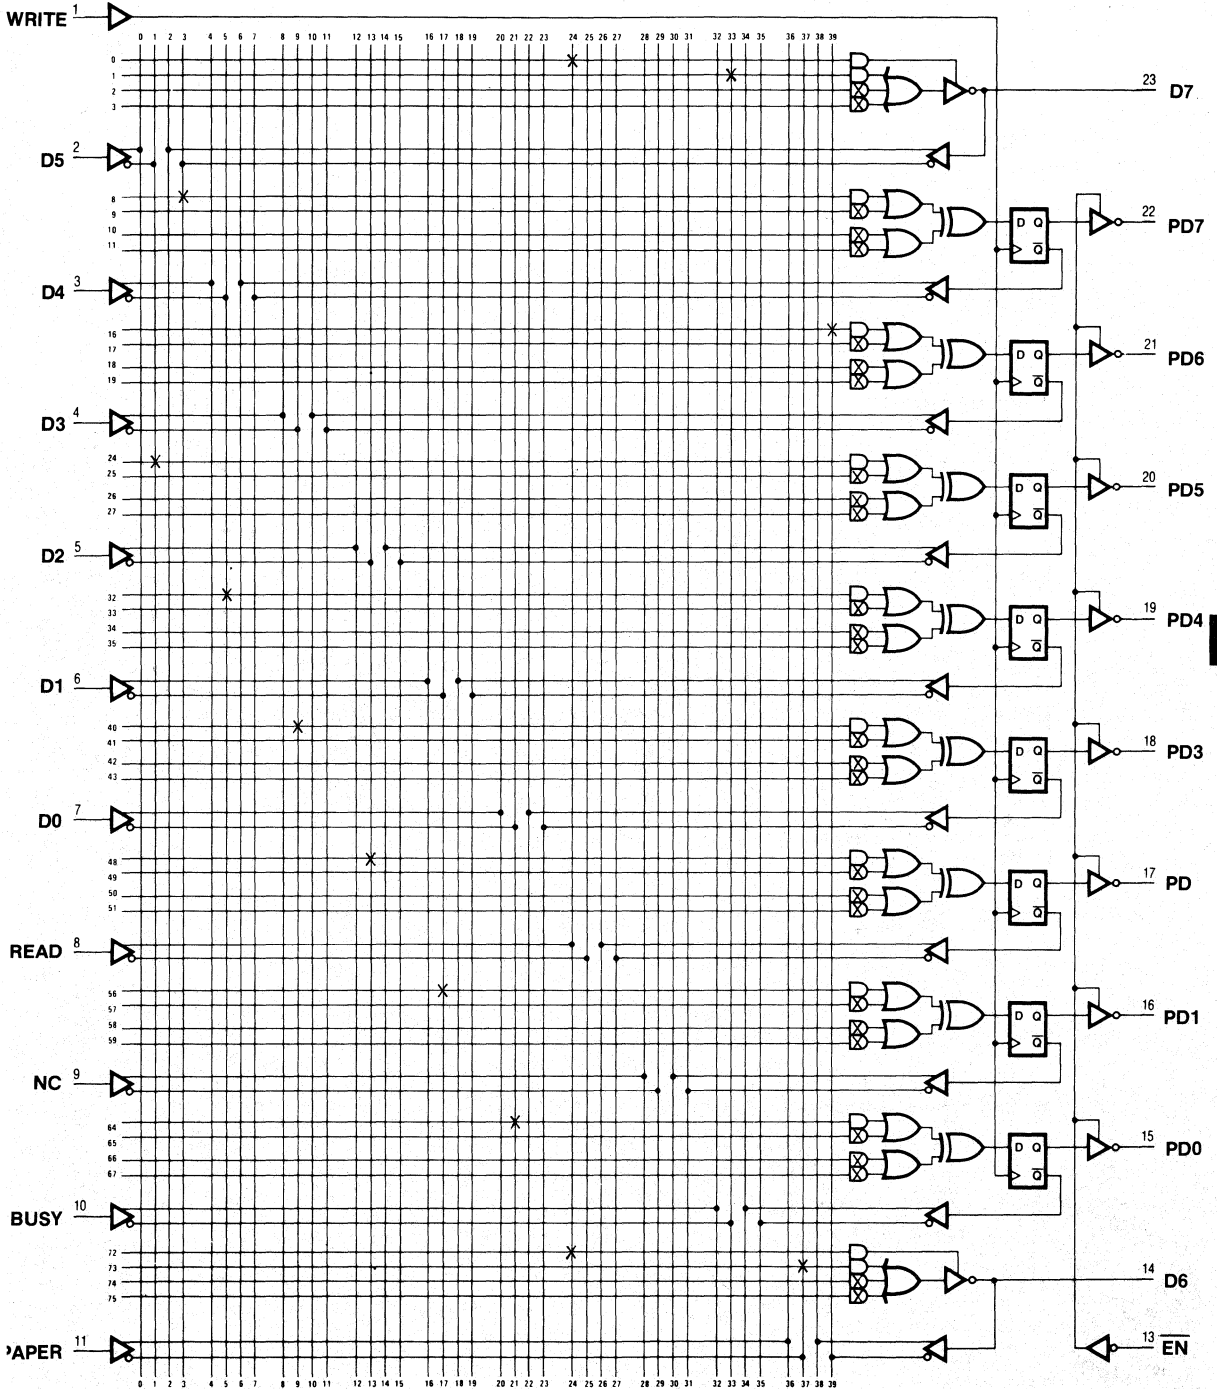 WRITE 1
0 1 2 3 4 5 6 7 8 9 10 11 12 13 14 15 16 17 18 19 20 21 22 23 24 25 26 27 28 29 30 31 32 33 34 35 36 37 38 39
0
1
2
3
23 D7
D5 2
8
9
10
11
D Q
Q
22 PD7
D4 3
16
17
18
19
D Q
Q
21 PD6
D3 4
24
25
26
27
D Q
Q
20 PD5
D2 5
32
33
34
35
D Q
Q
19 PD4
D1 6
40
41
42
43
D Q
Q
18 PD3
D0 7
48
49
50
51
D Q
Q
17 PD
READ 8
56
57
58
59
D Q
Q
16 PD1
NC 9
64
65
66
67
D Q
Q
15 PD0
BUSY 10
72
73
74
75
14 D6
PAPER 11
13 EN
0 1 2 3 4 5 6 7 8 9 10 11 12 13 14 15 16 17 18 19 20 21 22 23 24 25 26 27 28 29 30 31 32 33 34 35 36 37 38 39